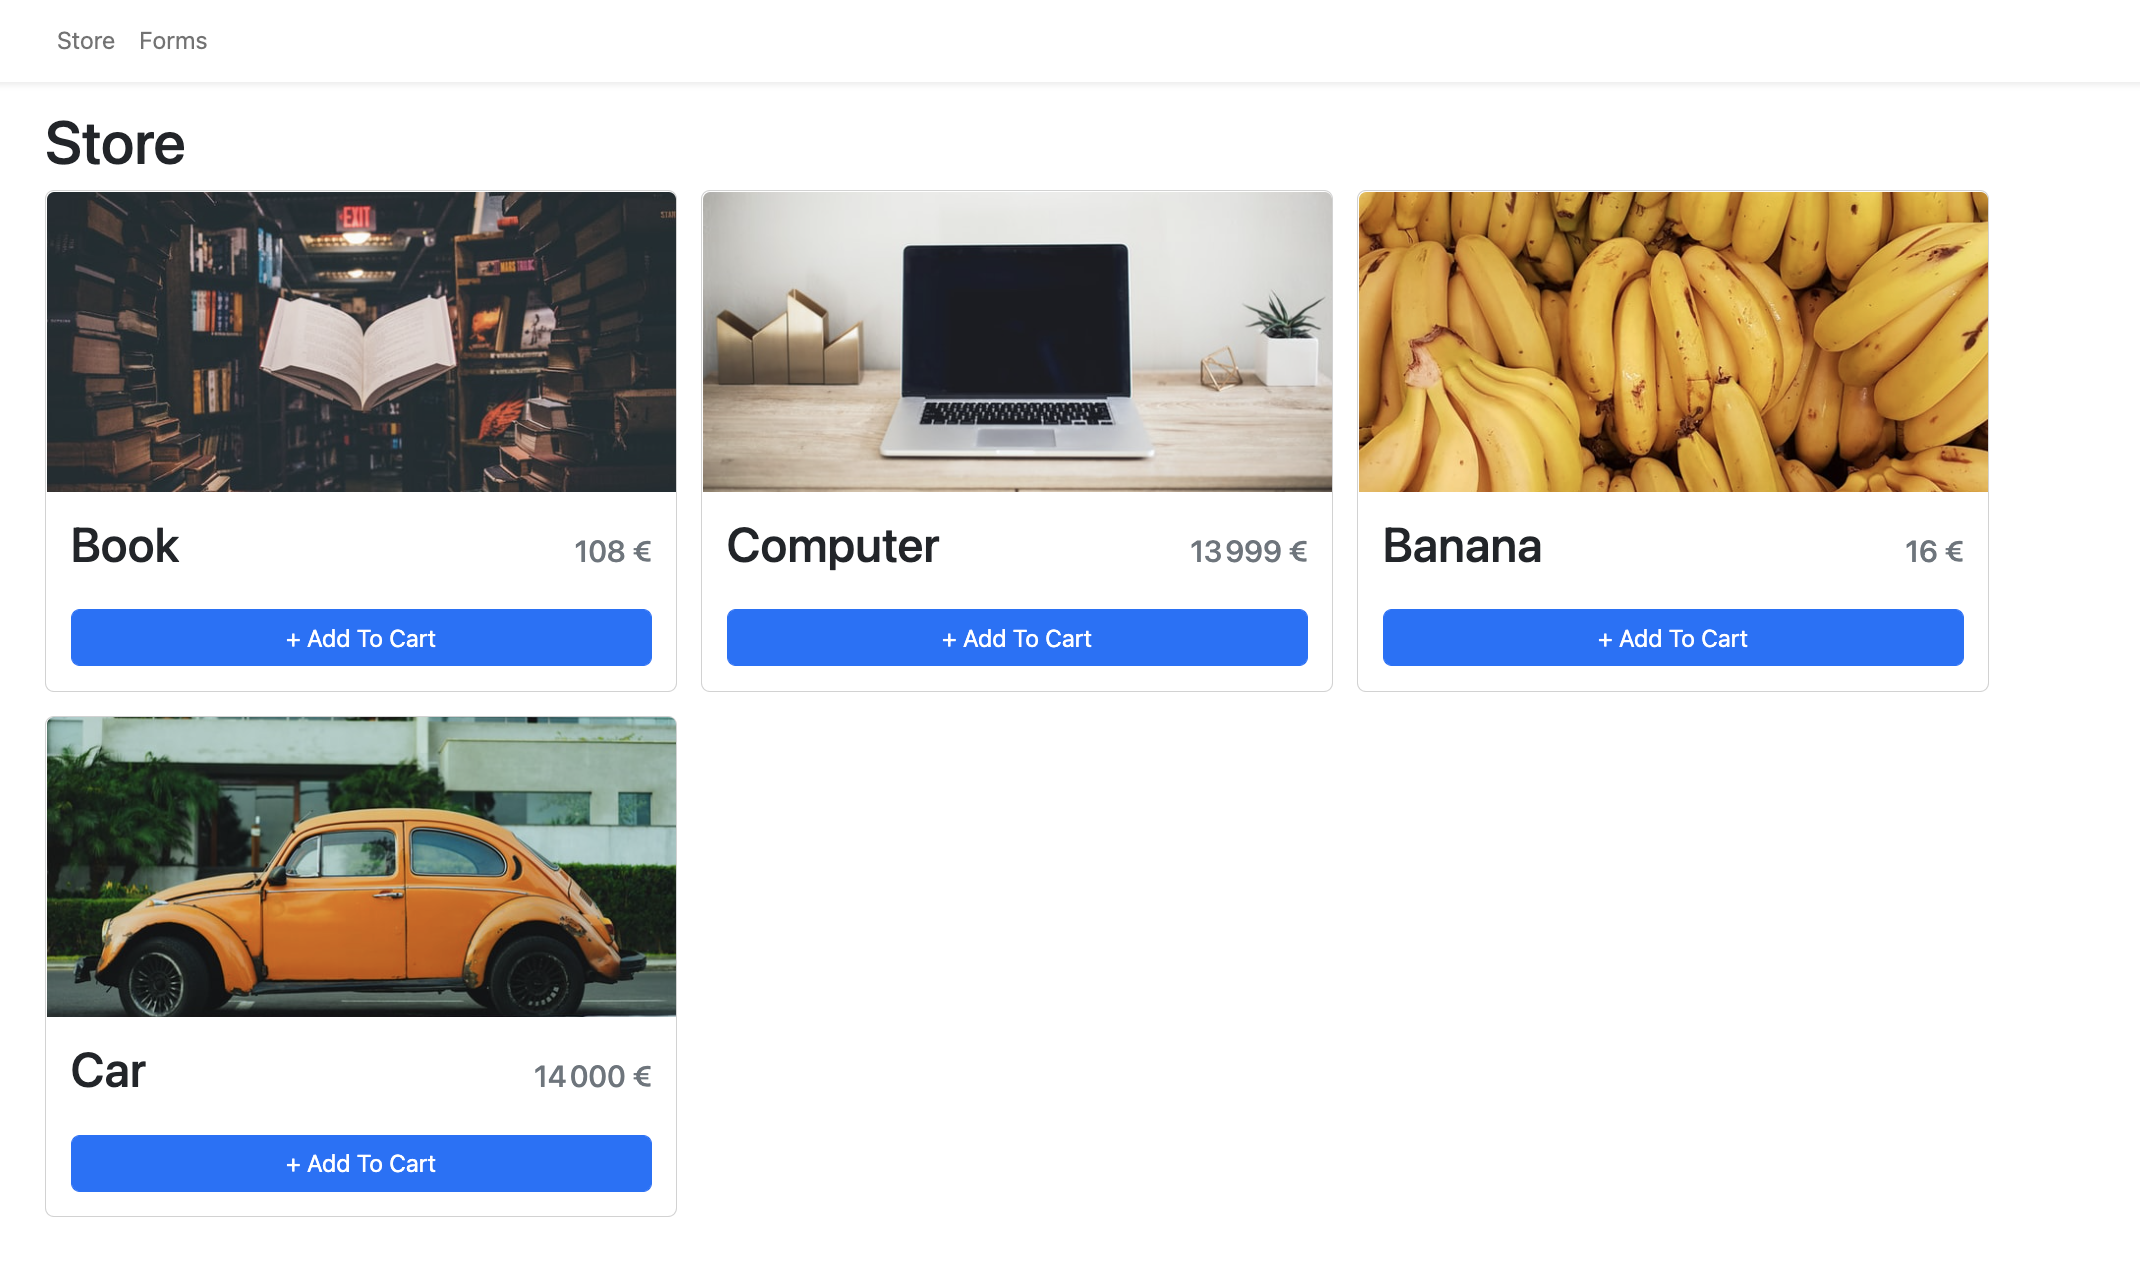 Store Forms
Store
EXIT
Book 108 €
+ Add To Cart
Computer 13 999 €
+ Add To Cart
Banana 16 €
+ Add To Cart
Car 14 000 €
+ Add To Cart